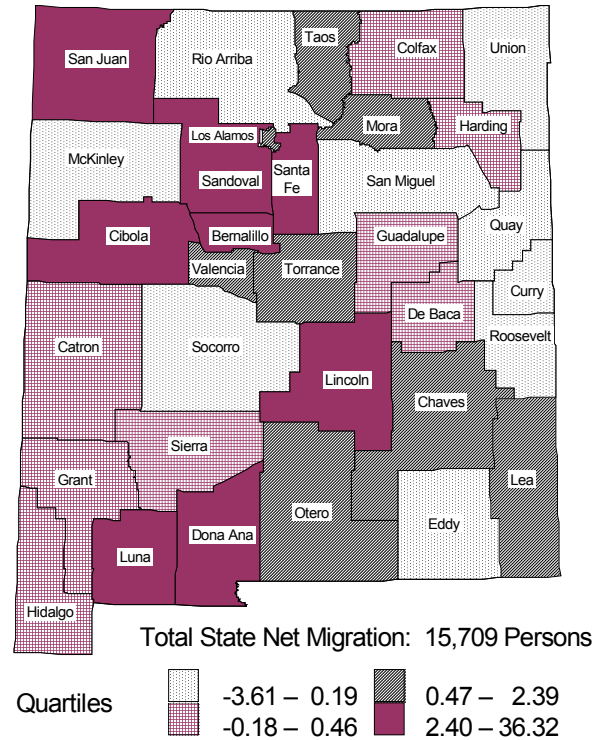 Taos
San Juan
Rio Arriba
Colfax
Union
Los Alamos
Mora
Harding
McKinley
Sandoval
Santa
Fe
San Miguel
Quay
Cibola
Bernalillo
Guadalupe
Valencia
Torrance
Curry
De Baca
Catron
Socorro
Roosevelt
Lincoln
Chaves
Sierra
Grant
Lea
Otero
Eddy
Dona Ana
Luna
Hidalgo
Total State Net Migration: 15,709 Persons
Quartiles
-3.61 – 0.19
0.47 – 2.39
-0.18 – 0.46
2.40 – 36.32